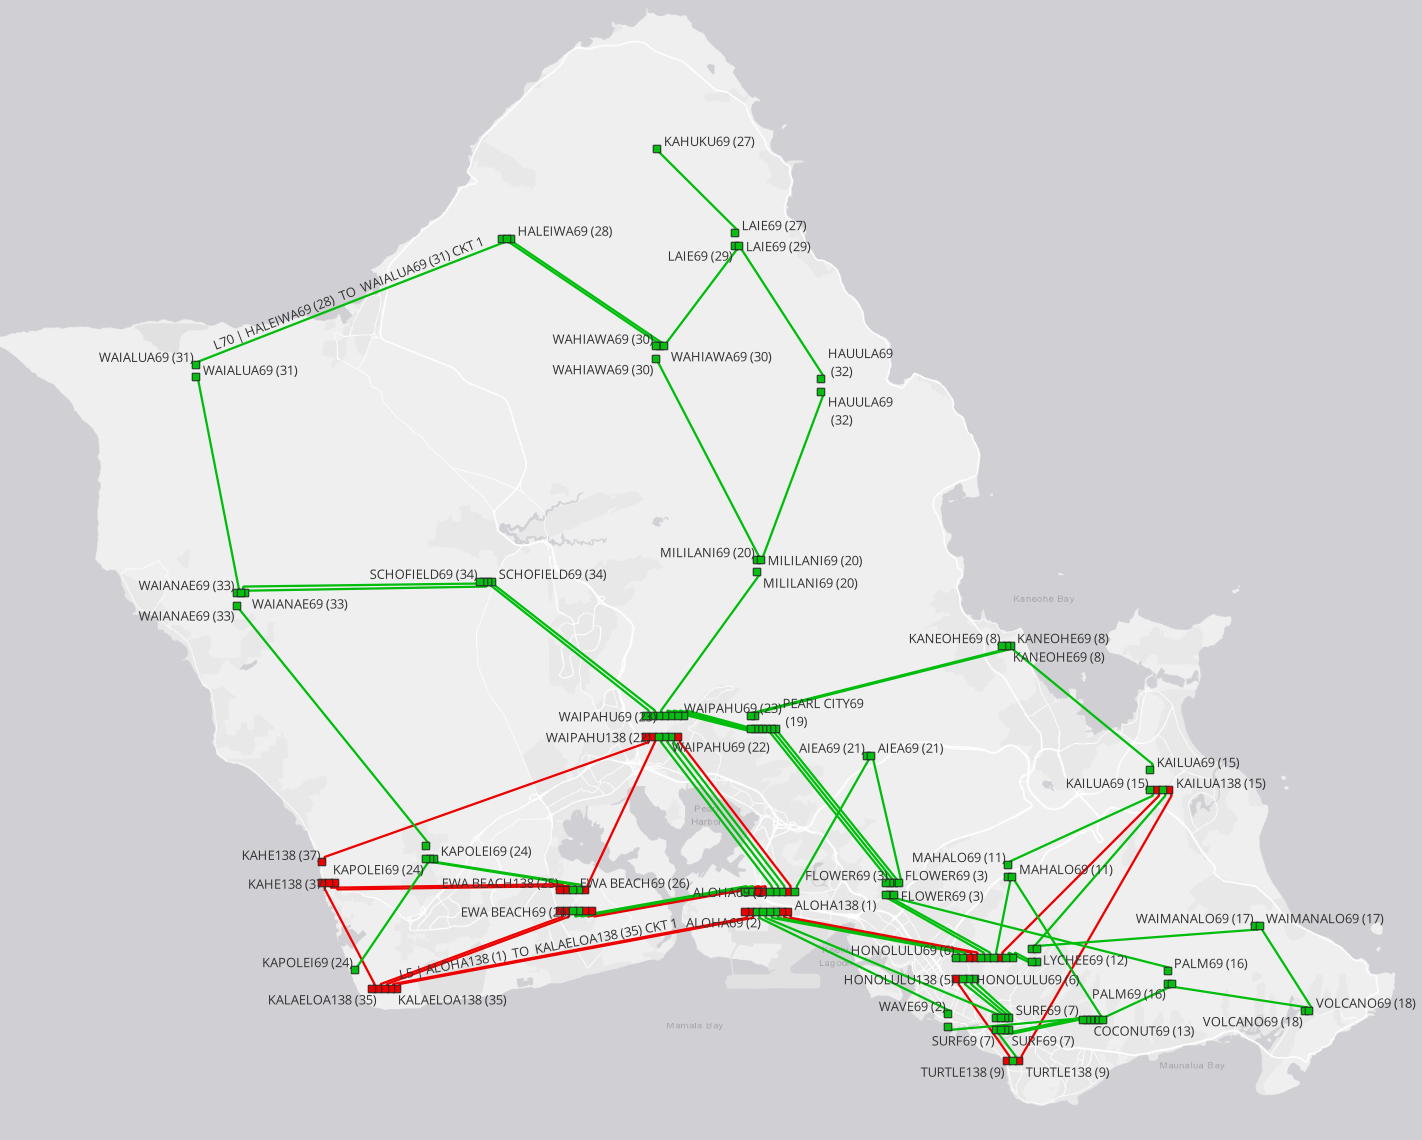 KAHUKU69 (27)
LAIE69 (27)
HALEIWA69 (28)
LAIE69 (29)
LAIE69 (29)
L70 | HALEIWA69 (28) TO WAIALUA69 (31) CKT 1
WAHIAWA69 (30)
WAIALUA69 (31)
WAHIAWA69 (30)
HAUULA69
(32)
WAIALUA69 (31)
WAHIAWA69 (30)
HAUULA69
(32)
MILILANI69 (20)
MILILANI69 (20)
SCHOFIELD69 (34)
SCHOFIELD69 (34)
MILILANI69 (20)
WAIANAE69 (33)
WAIANAE69 (33)
WAIANAE69 (33)
Kaneohe Bay
KANEOHE69 (8)
KANEOHE69 (8)
KANEOHE69 (8)
PEARL CITY69
(19)
WAIPAHU69 (23)
WAIPAHU69 (23)
WAIPAHU138 (22)
WAIPAHU69 (22)
AIEA69 (21)
AIEA69 (21)
KAILUA69 (15)
KAILUA69 (15)
KAILUA138 (15)
Harbor
KAPOLEI69 (24)
KAHE138 (37)
KAPOLEI69 (24)
MAHALO69 (11)
MAHALO69 (11)
FLOWER69 (3)
FLOWER69 (3)
FLOWER69 (3)
KAHE138
EWA BEACH69 (26)
ALOHA69
ALOHA138 (1)
EWA BEACH69
ALOHA69 (2)
WAIMANALO69 (17)
WAIMANALO69 (17)
L5 | ALOHA138 (1) TO KALAELOA138 (35) CKT 1
HONOLULU69 (6)
LYCHEE69 (12)
PALM69 (16)
KAPOLEI69 (24)
Lagoon
HONOLULU138 (5)
HONOLULU69 (6)
KALAELOA138 (35)
KALAELOA138 (35)
PALM69 (16)
WAVE69 (2)
SURF69 (7)
VOLCANO69 (18)
VOLCANO69 (18)
Mamala Bay
COCONUT69 (13)
SURF69 (7)
SURF69 (7)
Maunalua Bay
TURTLE138 (9)
TURTLE138 (9)